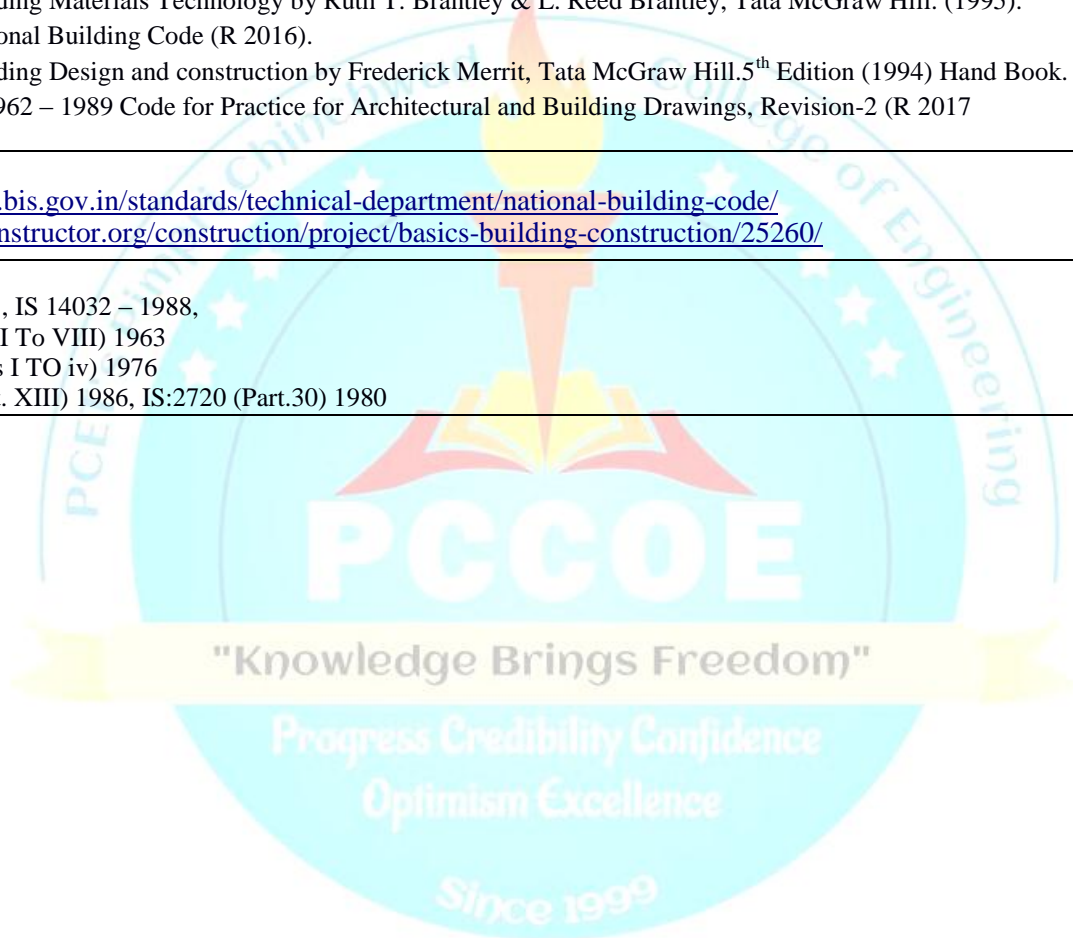 ding Materials Technology by Ruth T. Brantley & L. Reed Brantley, Tata McGraw Hill. (1995).
onal Building Code (R 2016).
ding Design and construction by Frederick Merrit, Tata McGraw Hill.5th Edition (1994) Hand Book.
962 – 1989 Code for Practice for Architectural and Building Drawings, Revision-2 (R 2017
.bis.gov.in/standards/technical-department/national-building-code/
nstructor.org/construction/project/basics-building-construction/25260/
, IS 14032 – 1988,
I To VIII) 1963
s I TO iv) 1976
. XIII) 1986, IS:2720 (Part.30) 1980
Chinchwad College of Engineering
PCCOE
"Knowledge Brings Freedom"
Progress Credibility Confidence
Optimism Excellence
Since 1999